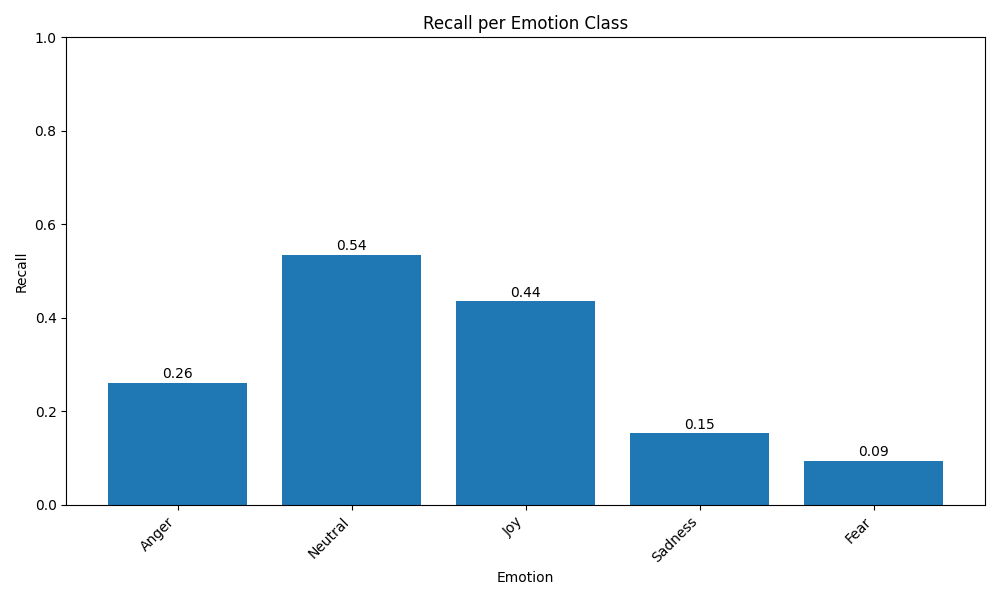 Recall per Emotion Class
1.0
0.8
0.6
0.4
0.2
0.0
Recall
0.26
0.54
0.44
0.15
0.09
Anger
Neutral
Joy
Sadness
Fear
Emotion